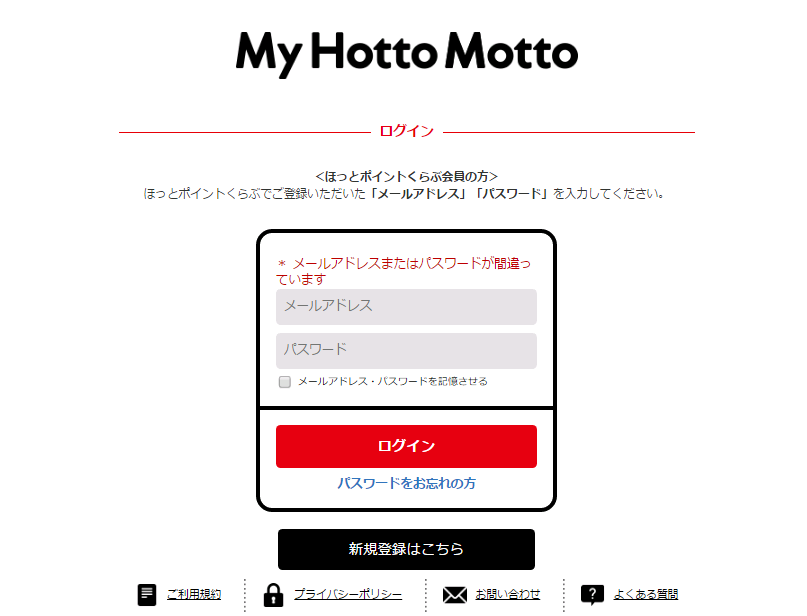 My Hotto Motto
ログイン
＜ほっとポイントくらぶ会員の方＞
ほっとポイントくらぶでご登録いただいた「メールアドレス」「パスワード」を入力してください。
＊ メールアドレスまたはパスワードが間違っ
ています
メールアドレス
パスワード
メールアドレス・パスワードを記憶させる
ログイン
パスワードをお忘れの方
新規登録はこちら
ご利用規約 プライバシーポリシー お問い合わせ ? よくある質問